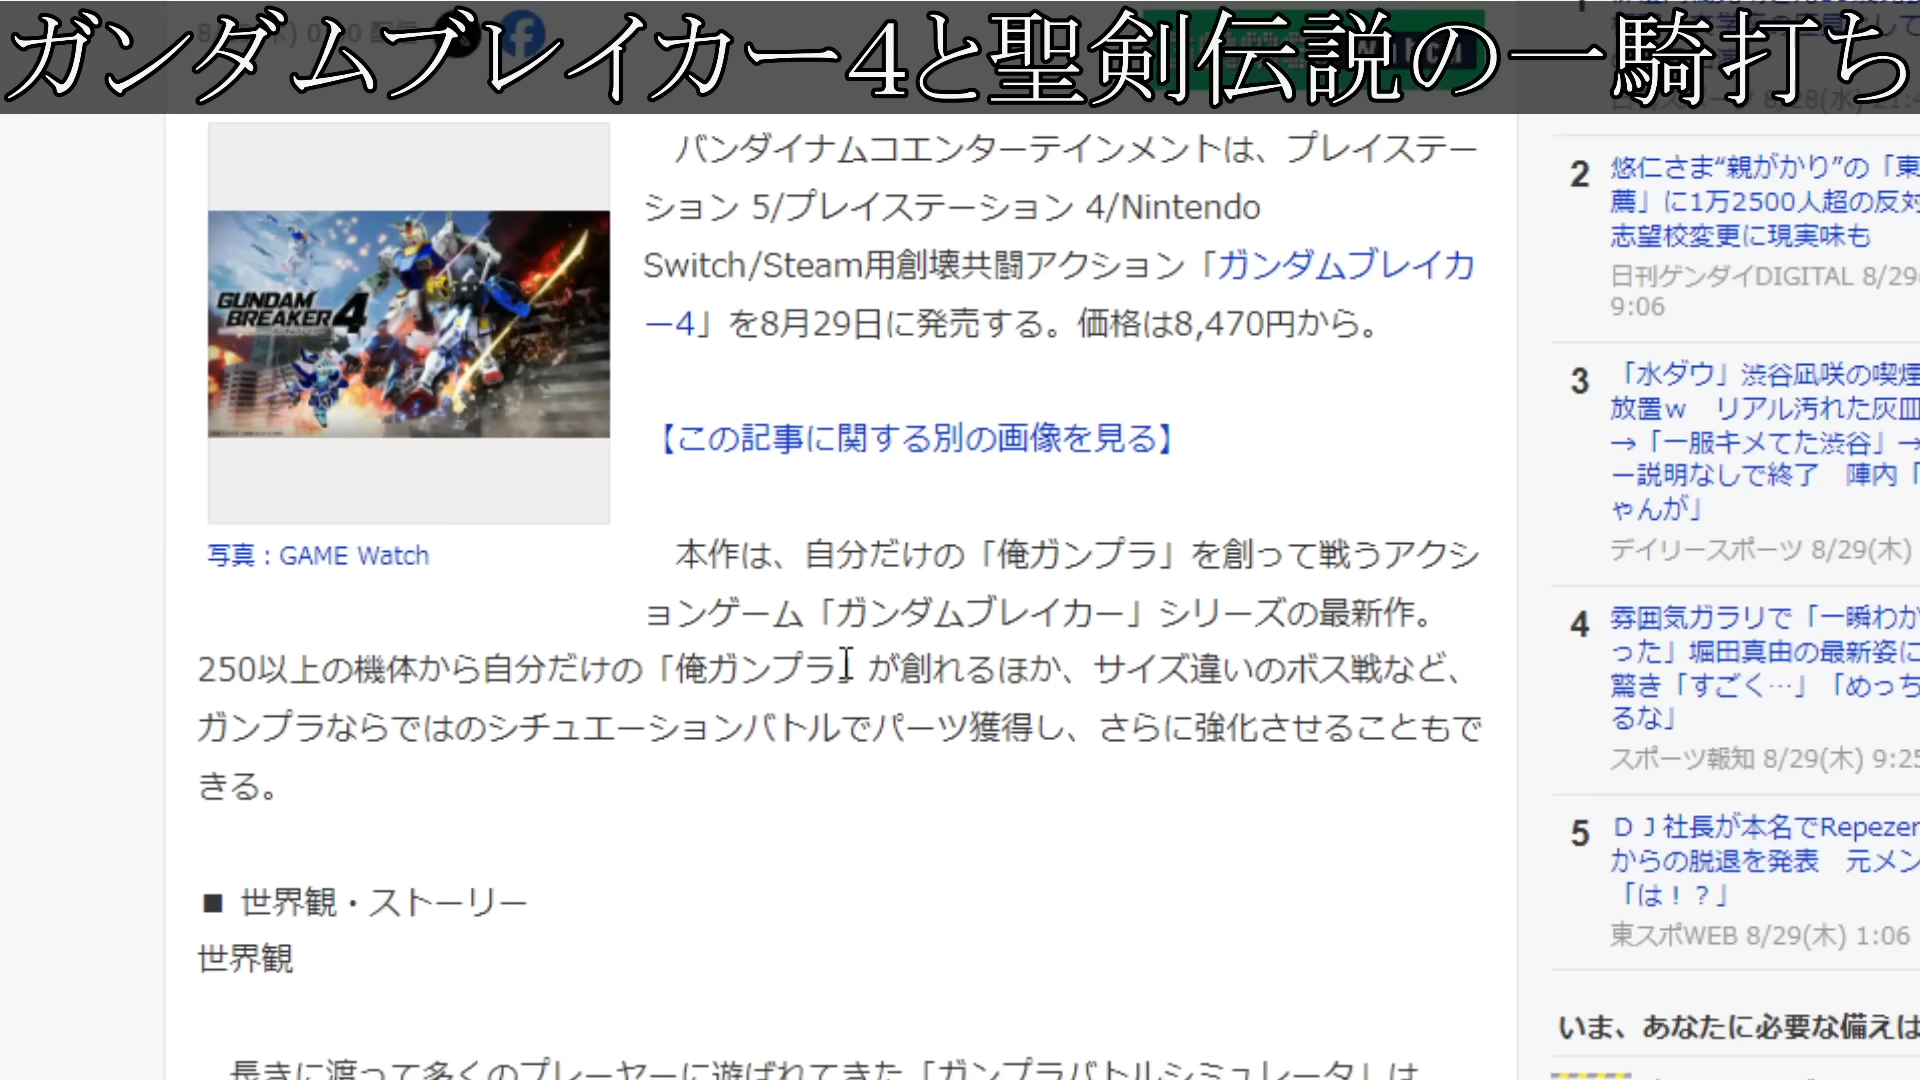 ガンダムブレイカー4と聖剣伝説の一騎打ち
バンダイナムコエンターテインメントは、プレイステー
ション 5/プレイステーション 4/Nintendo
Switch/Steam用創壊共闘アクション「ガンダムブレイカ
ー4」を8月29日に発売する。価格は8,470円から。
GUNDAM
BREAKER 4
【この記事に関する別の画像を見る】
写真：GAME Watch
本作は、自分だけの「俺ガンプラ」を創って戦うアクシ
ョンゲーム「ガンダムブレイカー」シリーズの最新作。
250以上の機体から自分だけの「俺ガンプラ」が創れるほか、サイズ違いのボス戦など、
ガンプラならではのシチュエーションバトルでパーツ獲得し、さらに強化させることもで
きる。
■ 世界観・ストーリー
世界観
長きに渡って多くのプレーヤーに遊ばれてきた「ガンプラバトルシミュレータ」は
2
悠仁さま“親がかり”の「東
薦」に1万2500人超の反対
志望校変更に現実味も
日刊ゲンダイDIGITAL 8/29
9:06
3
「水ダウ」渋谷凪咲の喫煙
放置ｗ　リアル汚れた灰皿
→「一服キメてた渋谷」→
ー説明なしで終了　陣内「
ゃんが」
デイリースポーツ 8/29(木)
4
雰囲気ガラリで「一瞬わか
った」堀田真由の最新姿に
驚き「すごく…」「めっち
るな」
スポーツ報知 8/29(木) 9:25
5
ＤＪ社長が本名でRepezen
からの脱退を発表　元メン
「は！？」
東スポWEB 8/29(木) 1:06
いま、あなたに必要な備えは